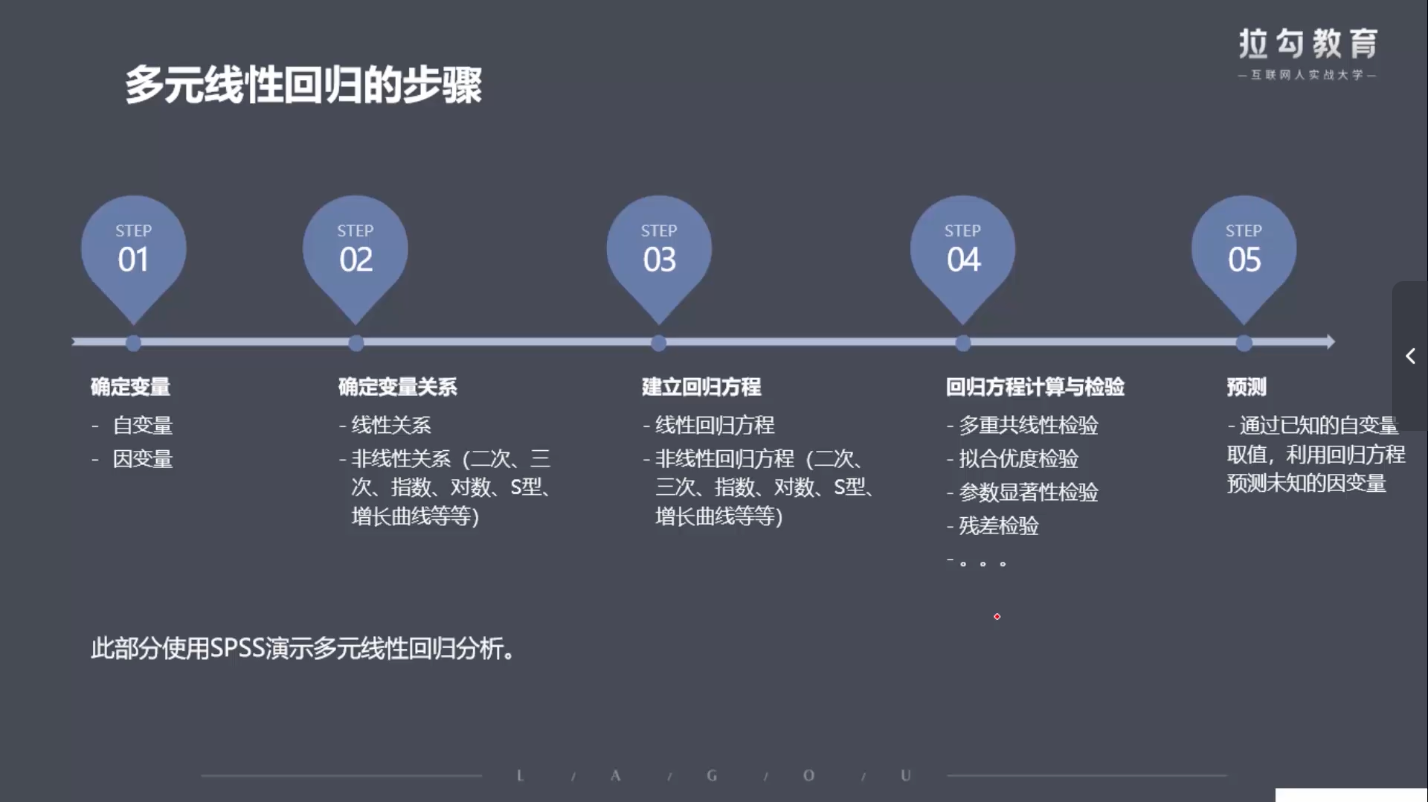 拉勾教育
—互联网人实战大学—
多元线性回归的步骤
STEP
01
STEP
02
STEP
03
STEP
04
STEP
05
确定变量
- 自变量
- 因变量
确定变量关系
- 线性关系
- 非线性关系（二次、三
次、指数、对数、S型、
增长曲线等等）
建立回归方程
- 线性回归方程
- 非线性回归方程（二次、
三次、指数、对数、S型、
增长曲线等等）
回归方程计算与检验
- 多重共线性检验
- 拟合优度检验
- 参数显著性检验
- 残差检验
- 。。。
预测
- 通过已知的自变量
取值，利用回归方程
预测未知的因变量
此部分使用SPSS演示多元线性回归分析。
L / A / G / O / U